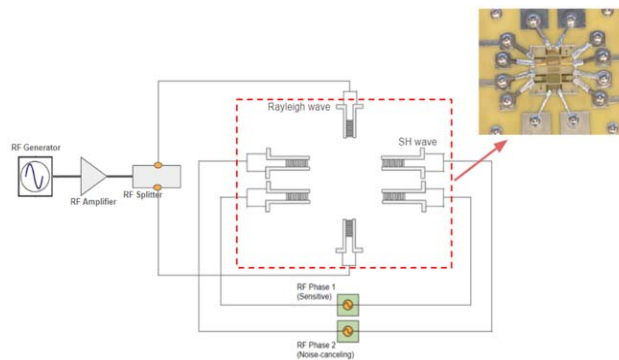 Rayleigh wave
SH wave
RF Generator
RF Amplifier
RF Splitter
RF Phase 1
(Sensitive)
RF Phase 2
(Noise-canceling)